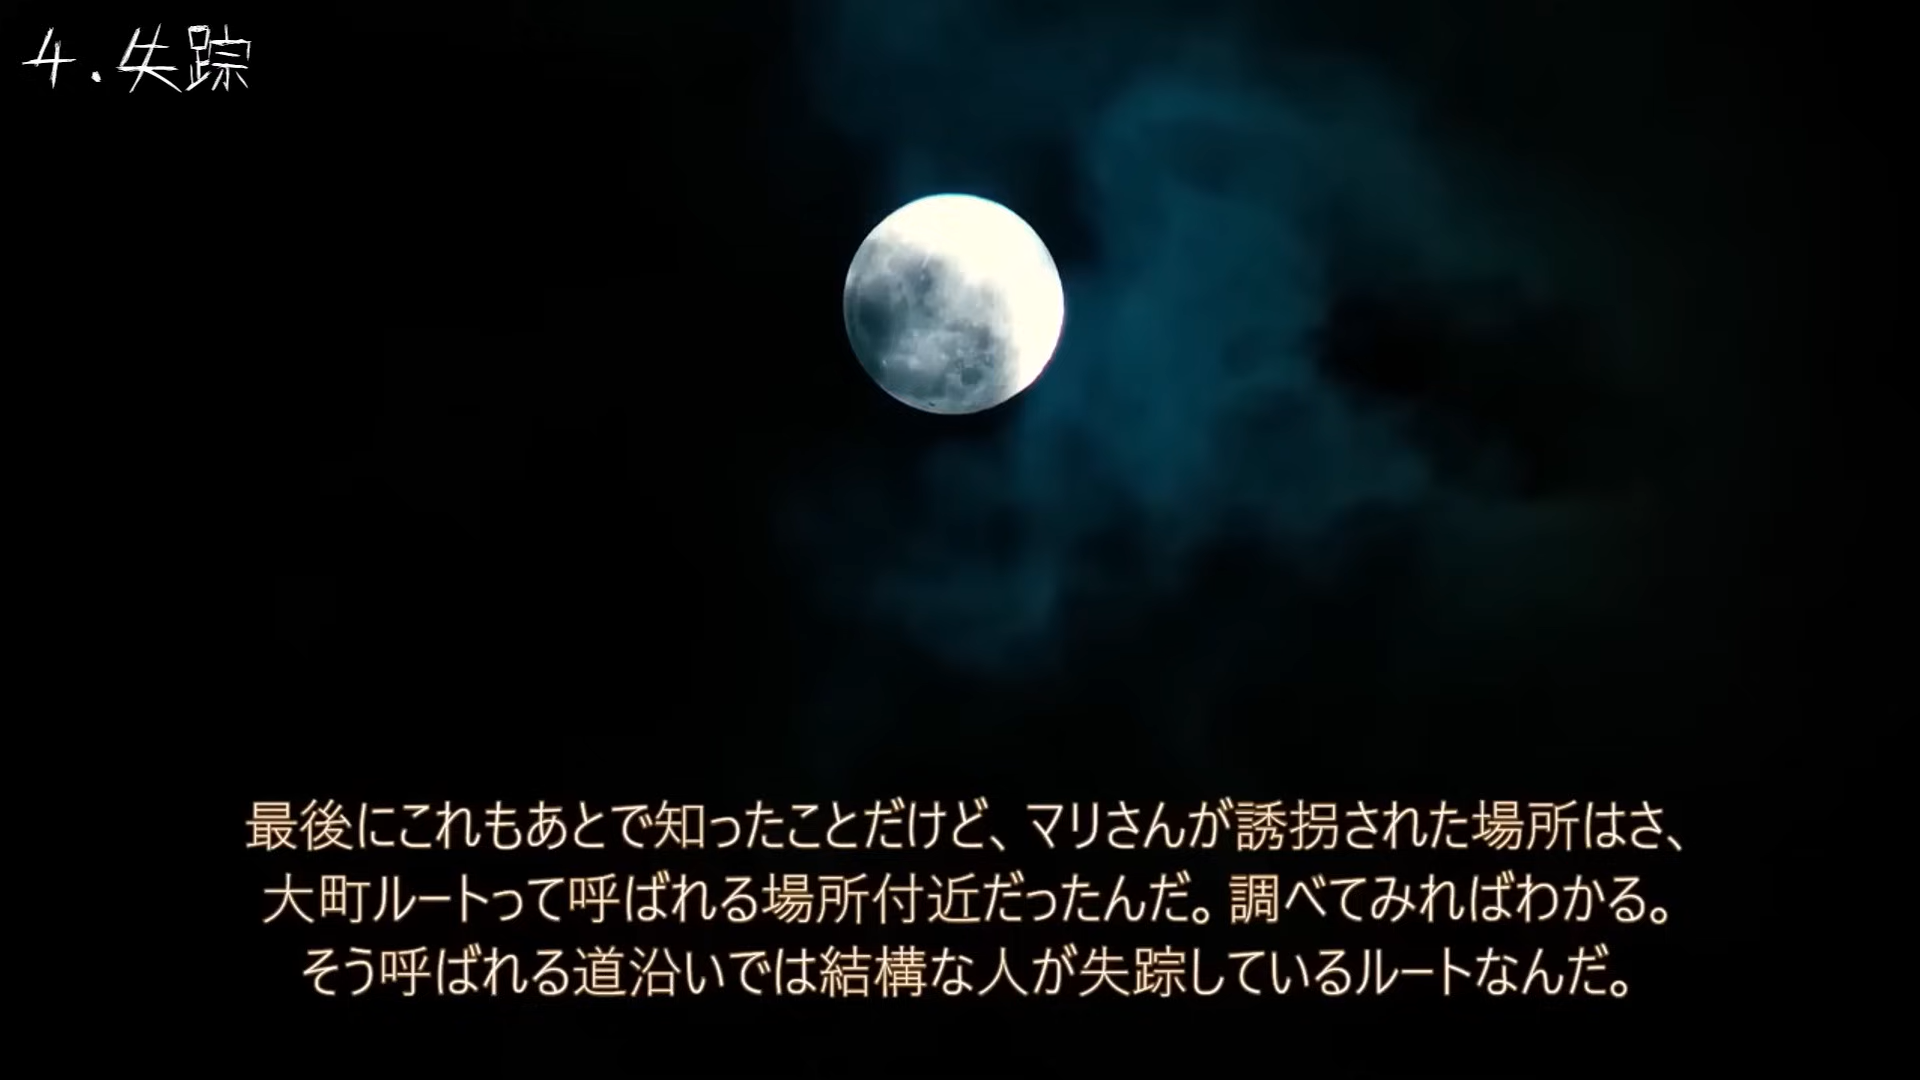 4.失踪
最後にこれもあとで知ったことだけど、マリさんが誘拐された場所はさ、
大町ルートって呼ばれる場所付近だったんだ。調べてみればわかる。
そう呼ばれる道沿いでは結構な人が失踪しているルートなんだ。